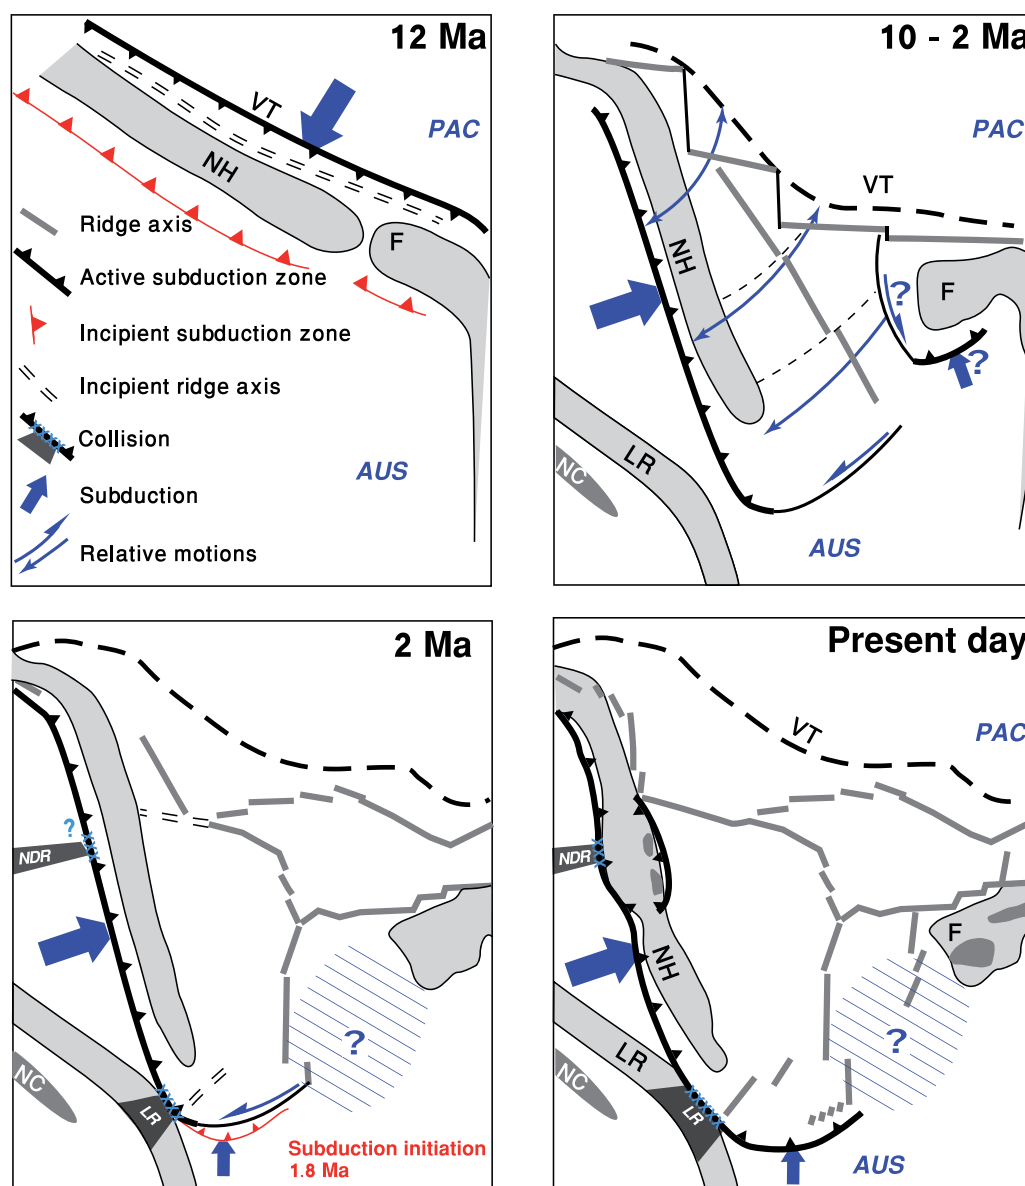 12 Ma
VT
PAC
NH
F
Ridge axis
Active subduction zone
Incipient subduction zone
Incipient ridge axis
Collision
AUS
Subduction
Relative motions
10 - 2 Ma
PAC
VT
NH
?
F
?
LR
NC
AUS
2 Ma
?
NDR
?
NC
LR
Subduction initiation
1.8 Ma
Present day
VT
PAC
NDR
F
NH
?
LR
NC
LR
AUS